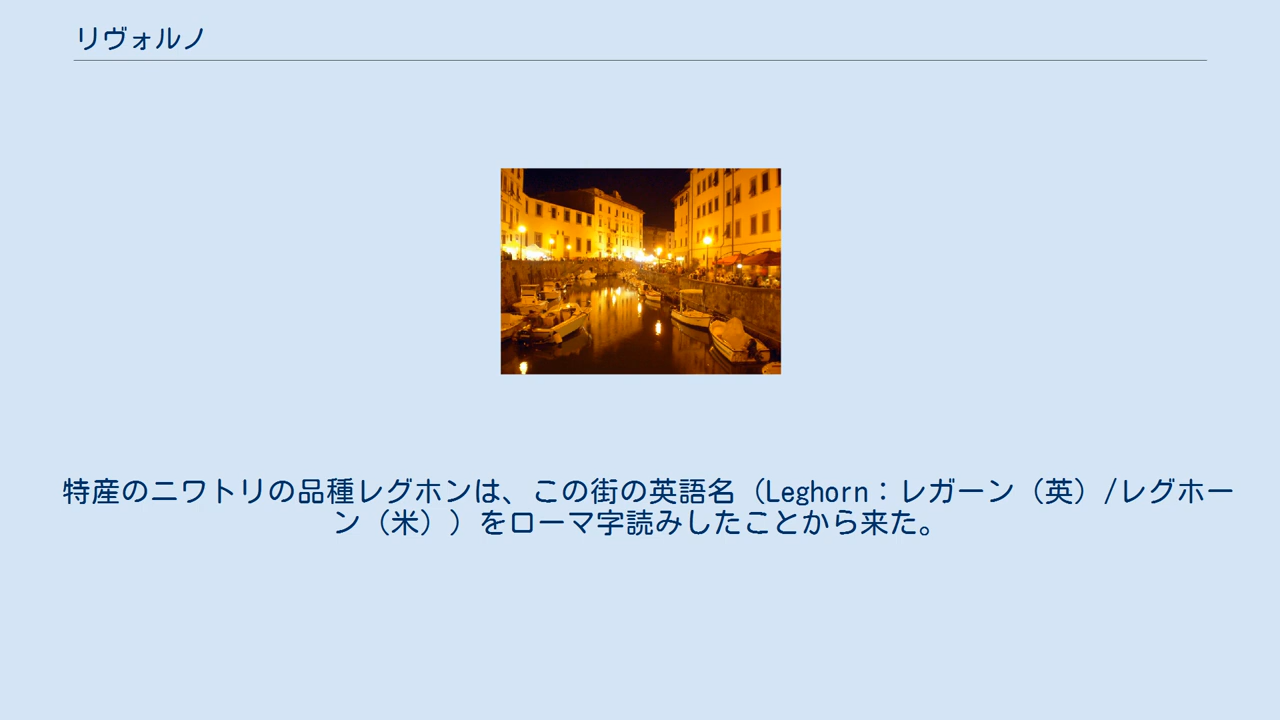 リヴォルノ
特産のニワトリの品種レグホンは、この街の英語名（Leghorn：レガーン（英）/レグホー
ン（米））をローマ字読みしたことから来た。